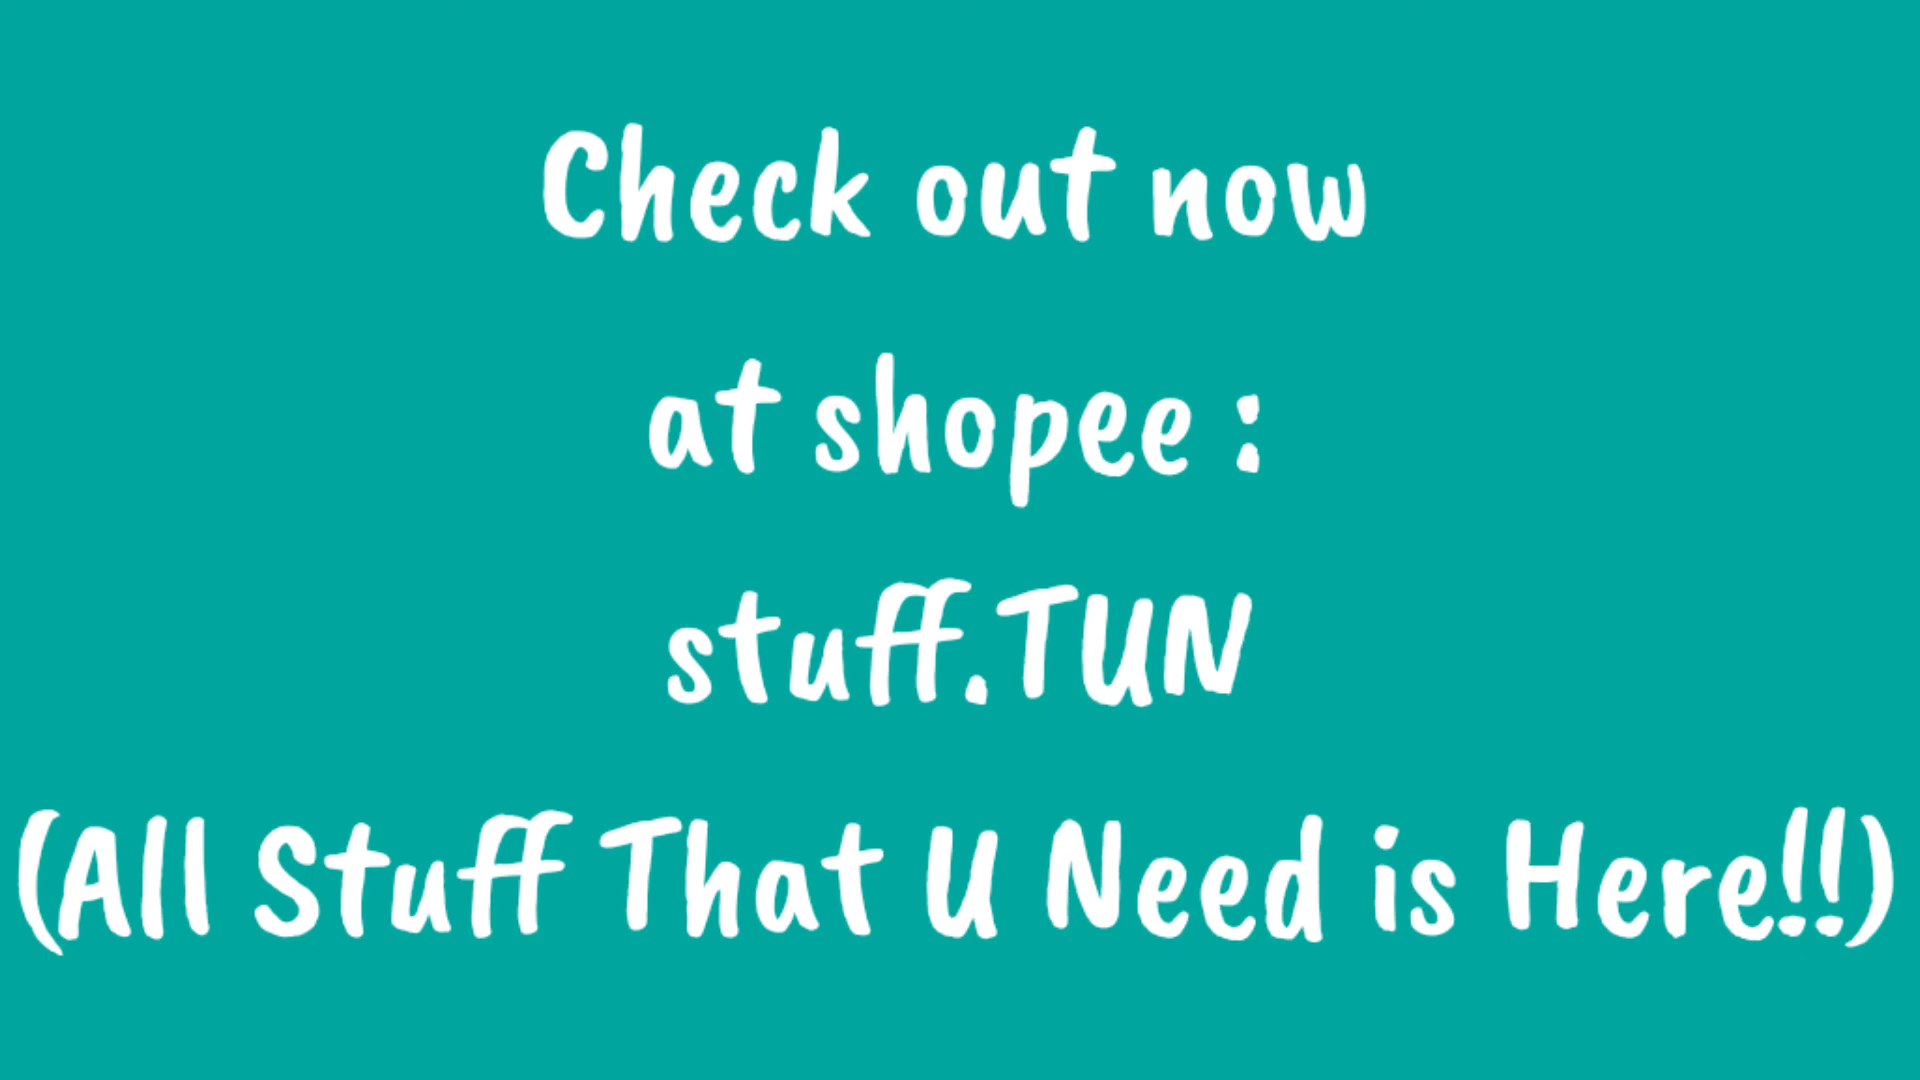 Check out now
at shopee :
stuff.TUN
(All Stuff That U Need is Here!!)